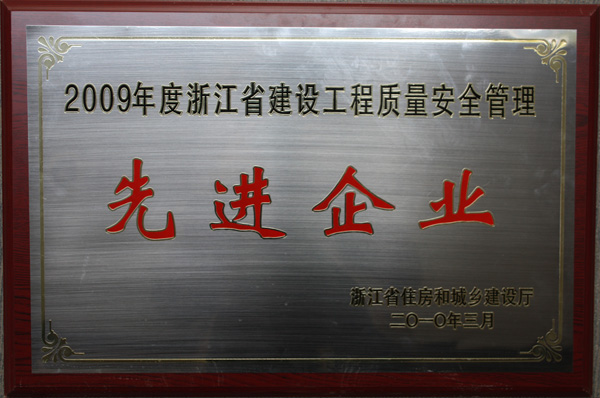 2009年度浙江省建设工程质量安全管理
先进企业
浙江省住房和城乡建设厅
二〇一〇年三月